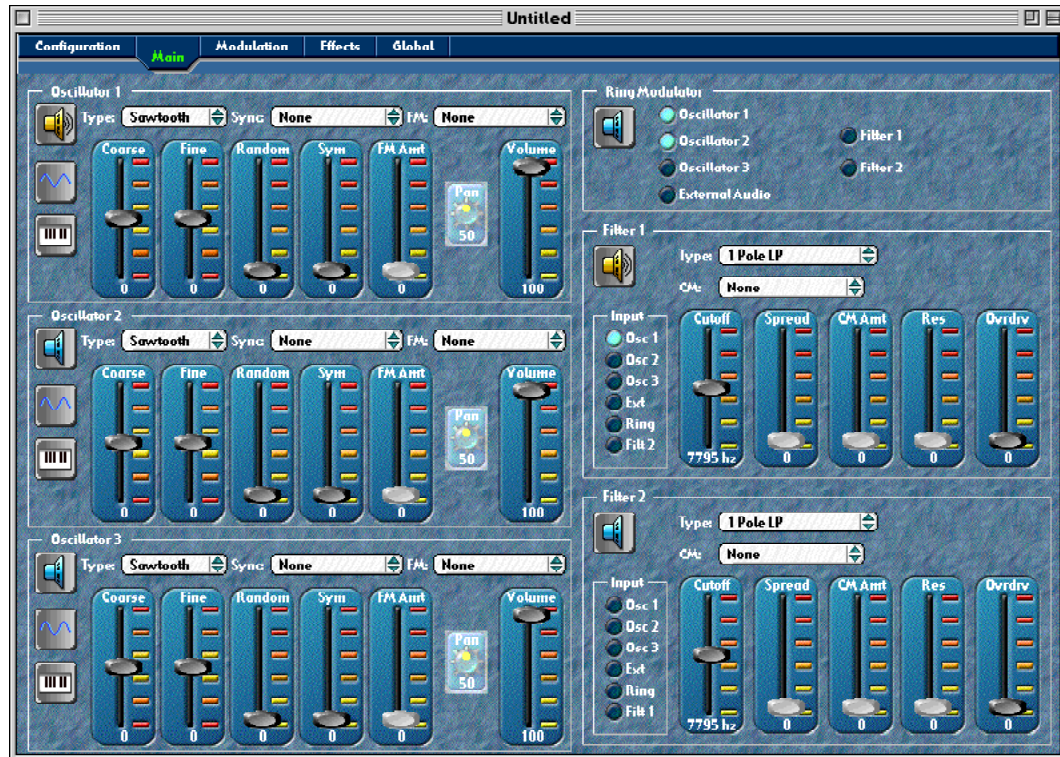 Untitled
Configuration Main Modulation Effects Global
Oscillator 1
Type: Sawtooth Sync: None FM: None
Coarse Fine Random Sym FM Amt Pan Volume
50
0 0 0 0 0 100
Oscillator 2
Type: Sawtooth Sync: None FM: None
Coarse Fine Random Sym FM Amt Pan Volume
50
0 0 0 0 0 100
Oscillator 3
Type: Sawtooth Sync: None FM: None
Coarse Fine Random Sym FM Amt Pan Volume
50
0 0 0 0 0 100
Ring Modulator
Oscillator 1
Oscillator 2 Filter 1
Oscillator 3 Filter 2
External Audio
Filter 1
Type: 1 Pole LP
CM: None
Input
Osc 1
Osc 2
Osc 3
Ext
Ring
Filt 2
Cutoff Spread CM Amt Res Ovrdrv
7795 hz 0 0 0 0
Filter 2
Type: 1 Pole LP
CM: None
Input
Osc 1
Osc 2
Osc 3
Ext
Ring
Filt 1
Cutoff Spread CM Amt Res Ovrdrv
7795 hz 0 0 0 0